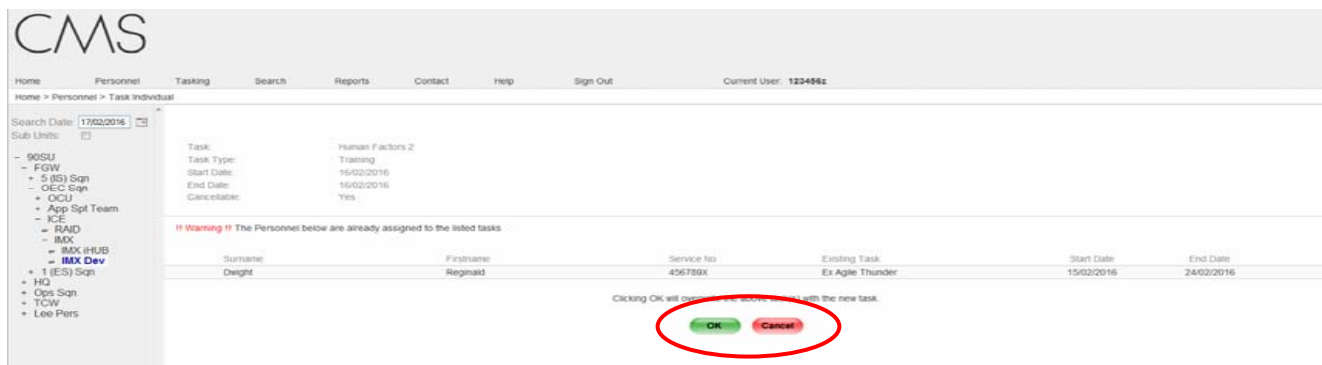 CMS
Home Personnel Tasking Search Reports Contact Help Sign Out Current User: 123456z
Home > Personnel > Task Individual
Search Date: 17/02/2016
Sub Units:
- 90SU
- FGW
+ 5 (IS) Sqn
- OEC Sqn
+ OCU
+ App Spt Team
- ICE
RAID
- IMX
IMX iHUB
IMX Dev
+ 1 (ES) Sqn
+ HQ
+ Ops Sqn
+ TCW
+ Lee Pers
Task: Human Factors 2
Task Type: Training
Start Date: 16/02/2016
End Date: 16/02/2016
Cancellable: Yes
!! Warning !! The Personnel below are already assigned to the listed tasks
Surname Firstname Service No Existing Task Start Date End Date
Dwight Reginald 456789X Ex Agile Thunder 15/02/2016 24/02/2016
Clicking OK will the above with the new task.
OK Cancel